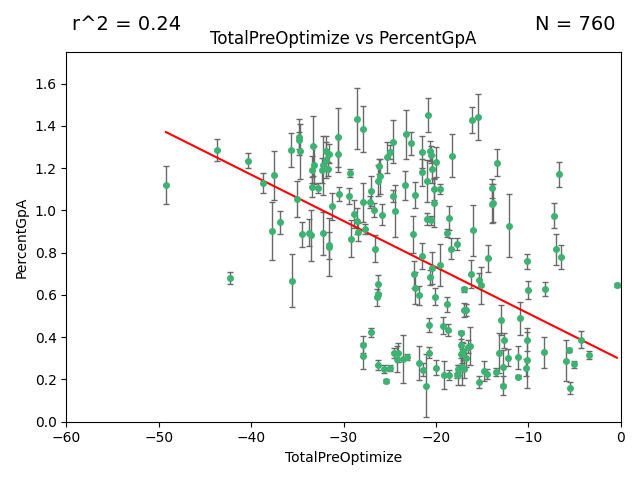 r^2 = 0.24 N = 760
TotalPreOptimize vs PercentGpA
1.6
1.4
1.2
1.0
0.8
0.6
0.4
0.2
0.0
PercentGpA
−60 −50 −40 −30 −20 −10 0
TotalPreOptimize